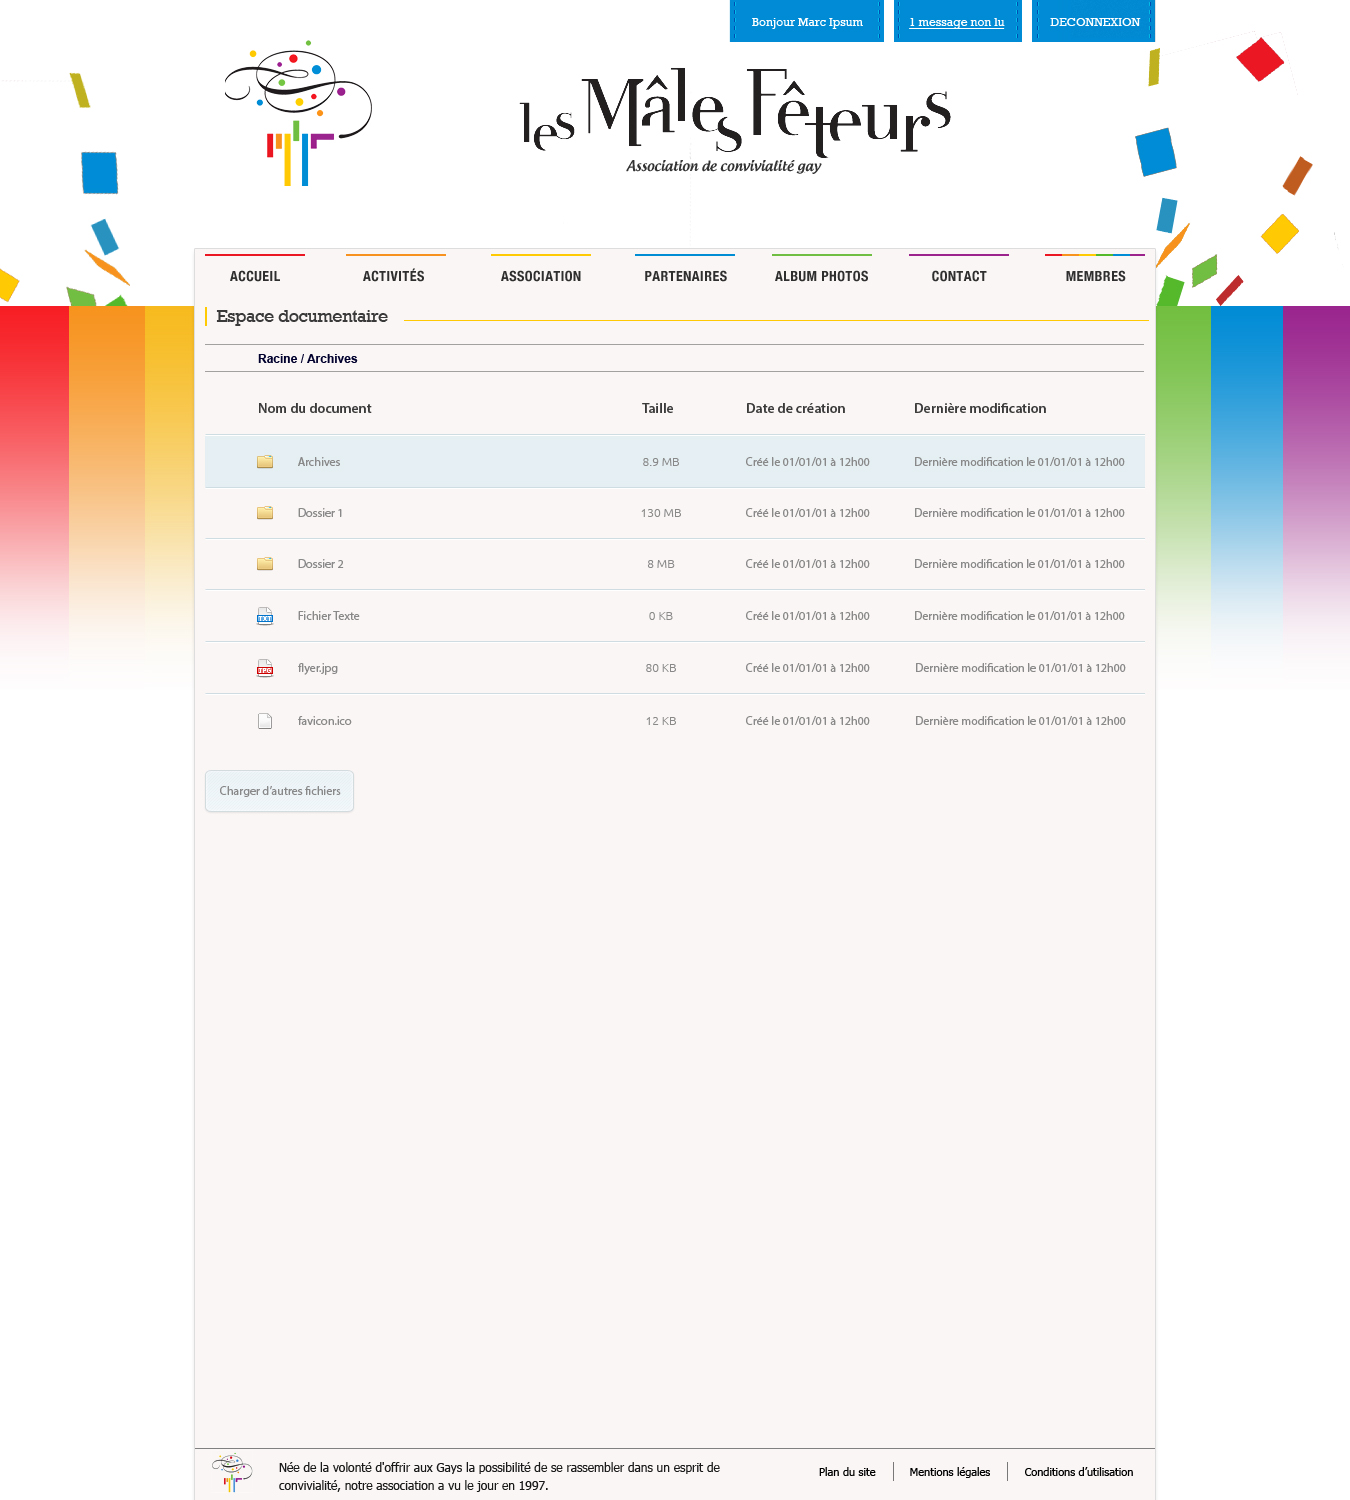 Bonjour Marc Ipsum 1 message non lu DECONNEXION
les Mâles Fêteurs
Association de convivialité gay
ACCUEIL ACTIVITÉS ASSOCIATION PARTENAIRES ALBUM PHOTOS CONTACT MEMBRES
Espace documentaire
Racine / Archives
Nom du document Taille Date de création Dernière modification
Archives 8.9 MB Créé le 01/01/01 à 12h00 Dernière modification le 01/01/01 à 12h00
Dossier 1 130 MB Créé le 01/01/01 à 12h00 Dernière modification le 01/01/01 à 12h00
Dossier 2 8 MB Créé le 01/01/01 à 12h00 Dernière modification le 01/01/01 à 12h00
TXT Fichier Texte 0 KB Créé le 01/01/01 à 12h00 Dernière modification le 01/01/01 à 12h00
JPG flyer.jpg 80 KB Créé le 01/01/01 à 12h00 Dernière modification le 01/01/01 à 12h00
favicon.ico 12 KB Créé le 01/01/01 à 12h00 Dernière modification le 01/01/01 à 12h00
Charger d'autres fichiers
Née de la volonté d'offrir aux Gays la possibilité de se rassembler dans un esprit de
convivialité, notre association a vu le jour en 1997.
Plan du site Mentions légales Conditions d'utilisation